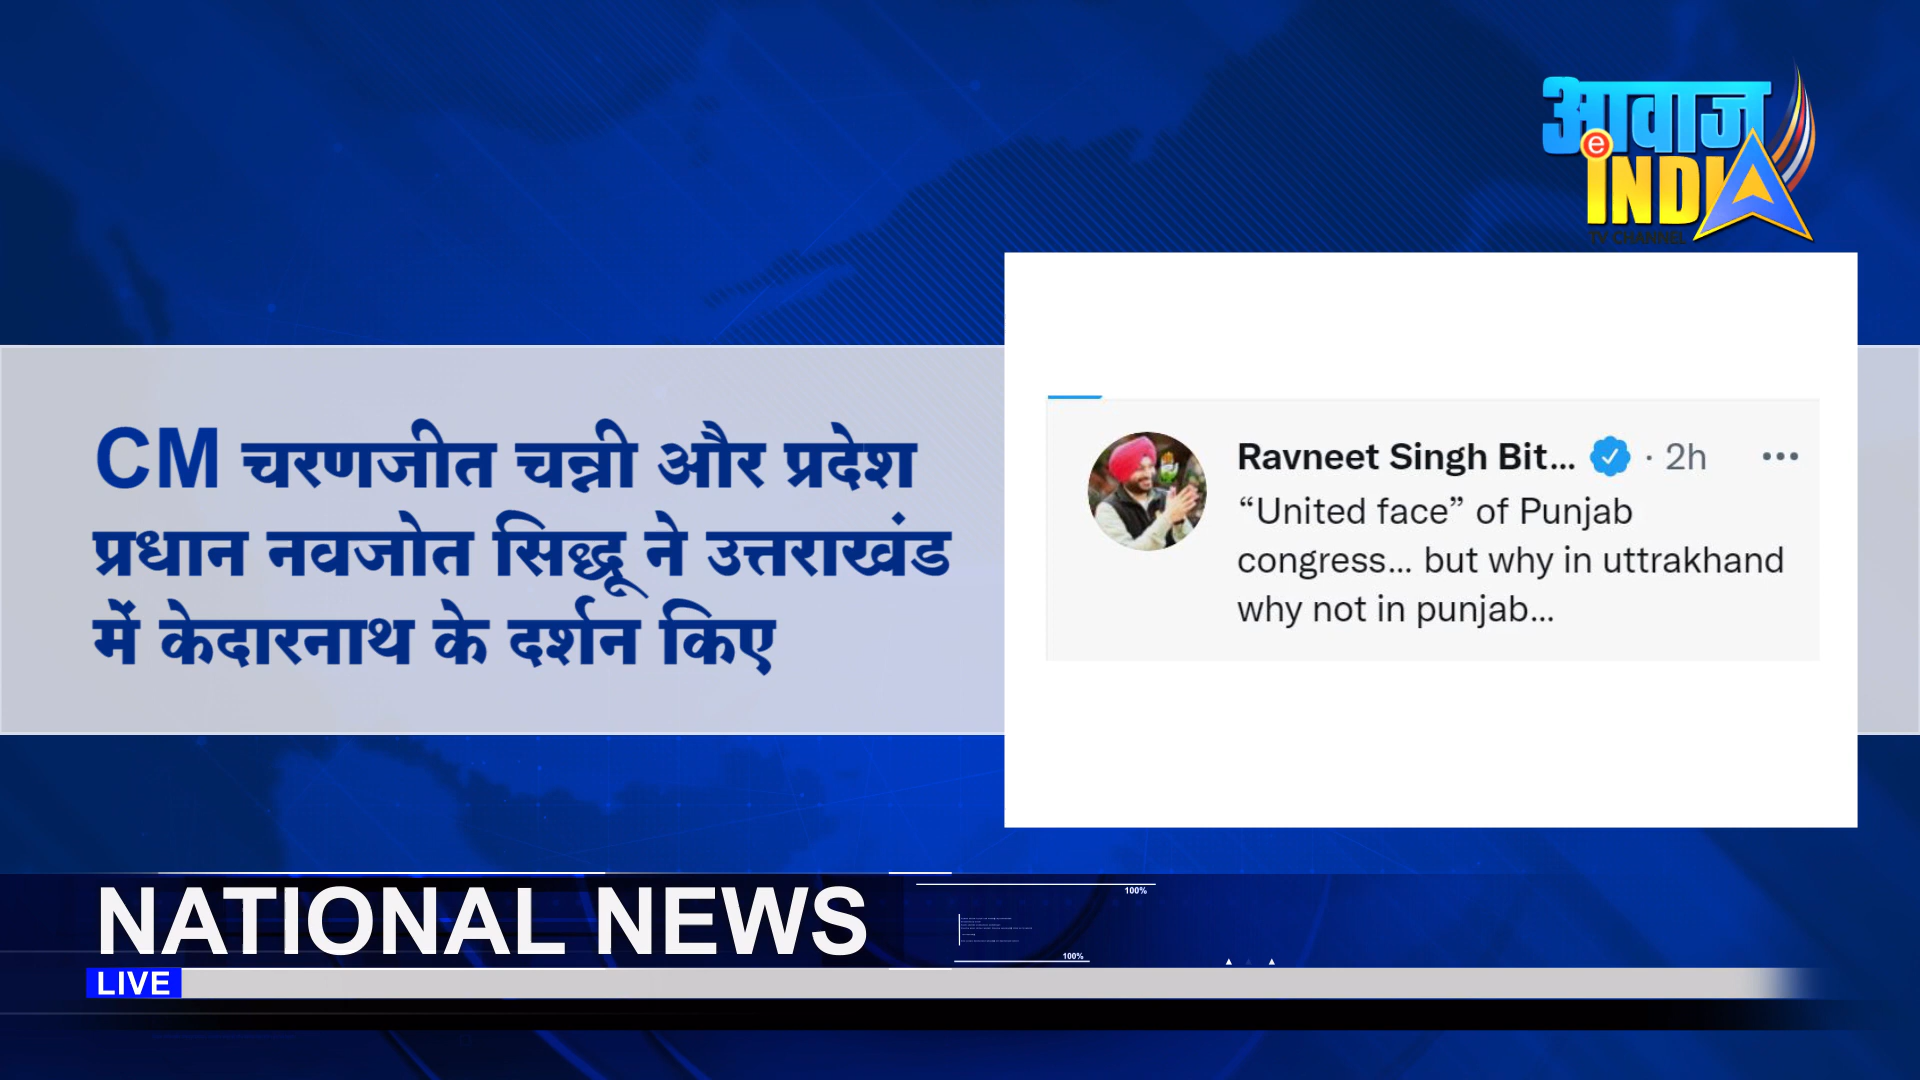 आवाज
e
INDIA
TV CHANNEL
CM चरणजीत चन्नी और प्रदेश
प्रधान नवजोत सिद्धू ने उत्तराखंड
में केदारनाथ के दर्शन किए
Ravneet Singh Bit... · 2h ...
“United face” of Punjab
congress... but why in uttrakhand
why not in punjab...
NATIONAL NEWS
100%
100%
LIVE